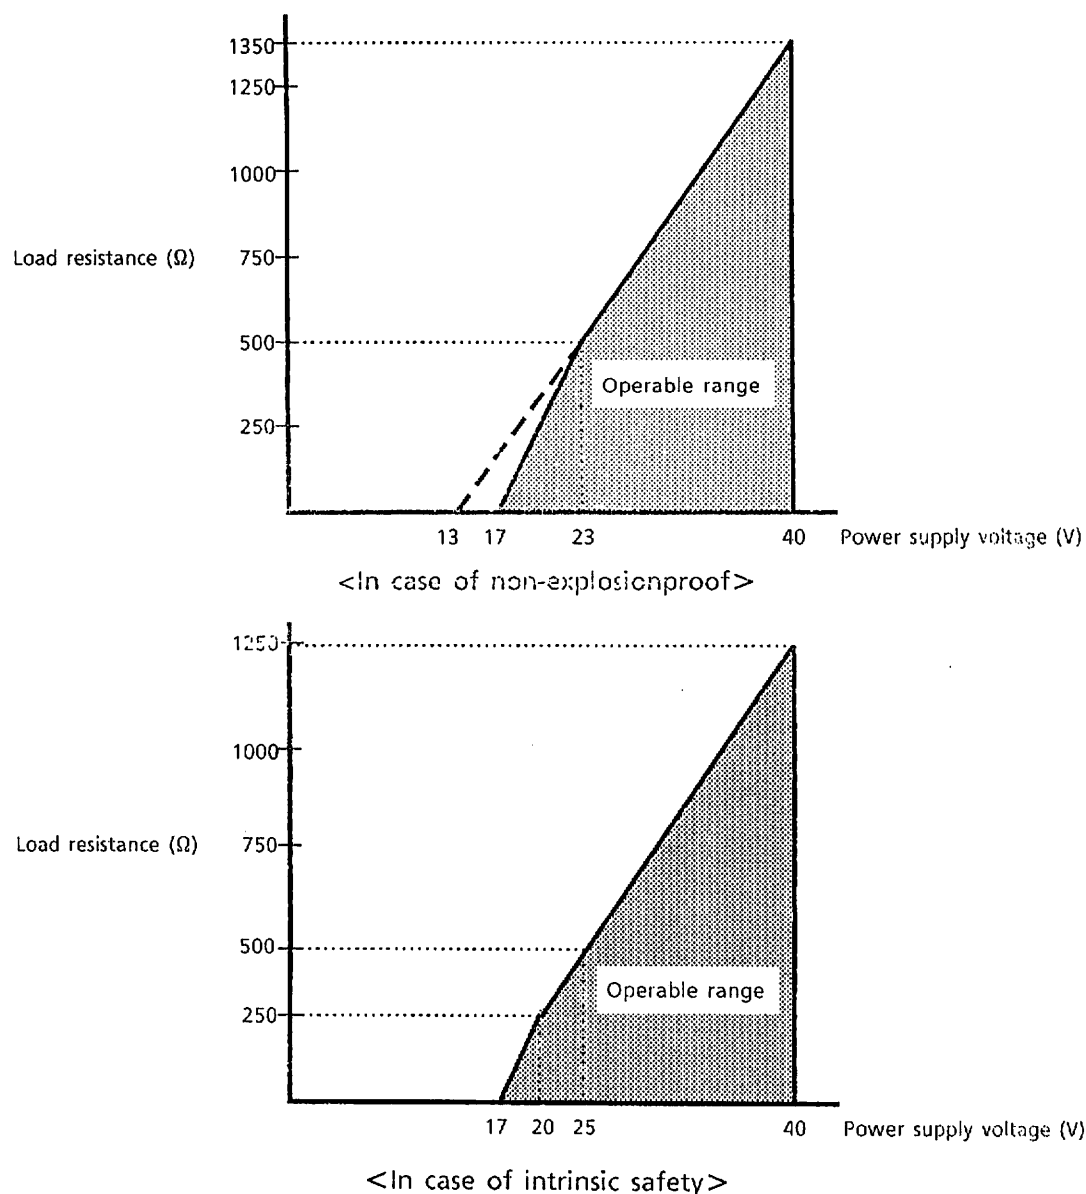 1350
1250
1000
Load resistance (Ω)
750
500
Operable range
250
13 17 23 40 Power supply voltage (V)
<In case of non-explosionproof>
1250
1000
Load resistance (Ω)
750
500
Operable range
250
17 20 25 40 Power supply voltage (V)
<In case of intrinsic safety>